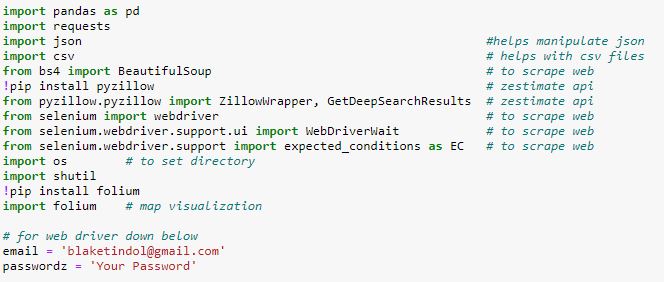 import pandas as pd
import requests
import json #helps manipulate json
import csv # helps with csv files
from bs4 import BeautifulSoup # to scrape web
!pip install pyzillow # zestimate api
from pyzillow.pyzillow import ZillowWrapper, GetDeepSearchResults # zestimate api
from selenium import webdriver # to scrape web
from selenium.webdriver.support.ui import WebDriverWait # to scrape web
from selenium.webdriver.support import expected_conditions as EC # to scrape web
import os # to set directory
import shutil
!pip install folium
import folium # map visualization

# for web driver down below
email = 'blaketindol@gmail.com'
passwordz = 'Your Password'